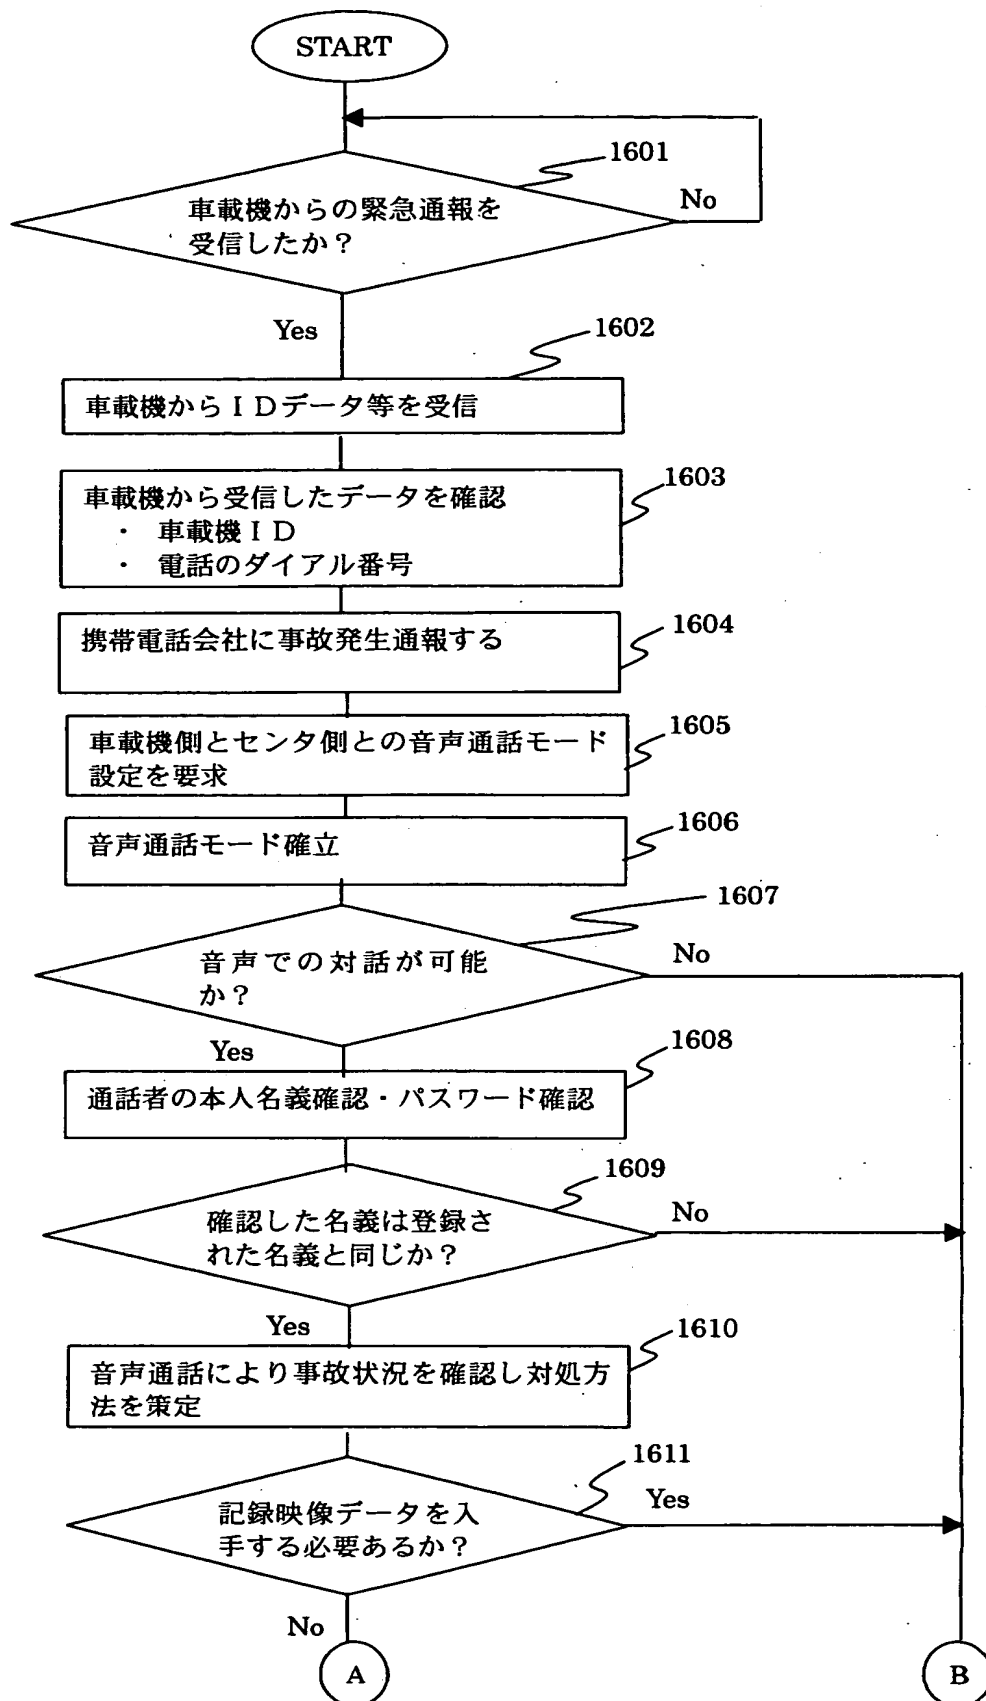 START
1601
車載機からの緊急通報を
受信したか？
No
Yes
1602
車載機からＩＤデータ等を受信
1603
車載機から受信したデータを確認
・ 車載機ＩＤ
・ 電話のダイアル番号
1604
携帯電話会社に事故発生通報する
1605
車載機側とセンタ側との音声通話モード
設定を要求
1606
音声通話モード確立
1607
音声での対話が可能
か？
No
Yes
1608
通話者の本人名義確認・パスワード確認
1609
確認した名義は登録さ
れた名義と同じか？
No
Yes
1610
音声通話により事故状況を確認し対処方
法を策定
1611
記録映像データを入
手する必要あるか？
Yes
No
A
B